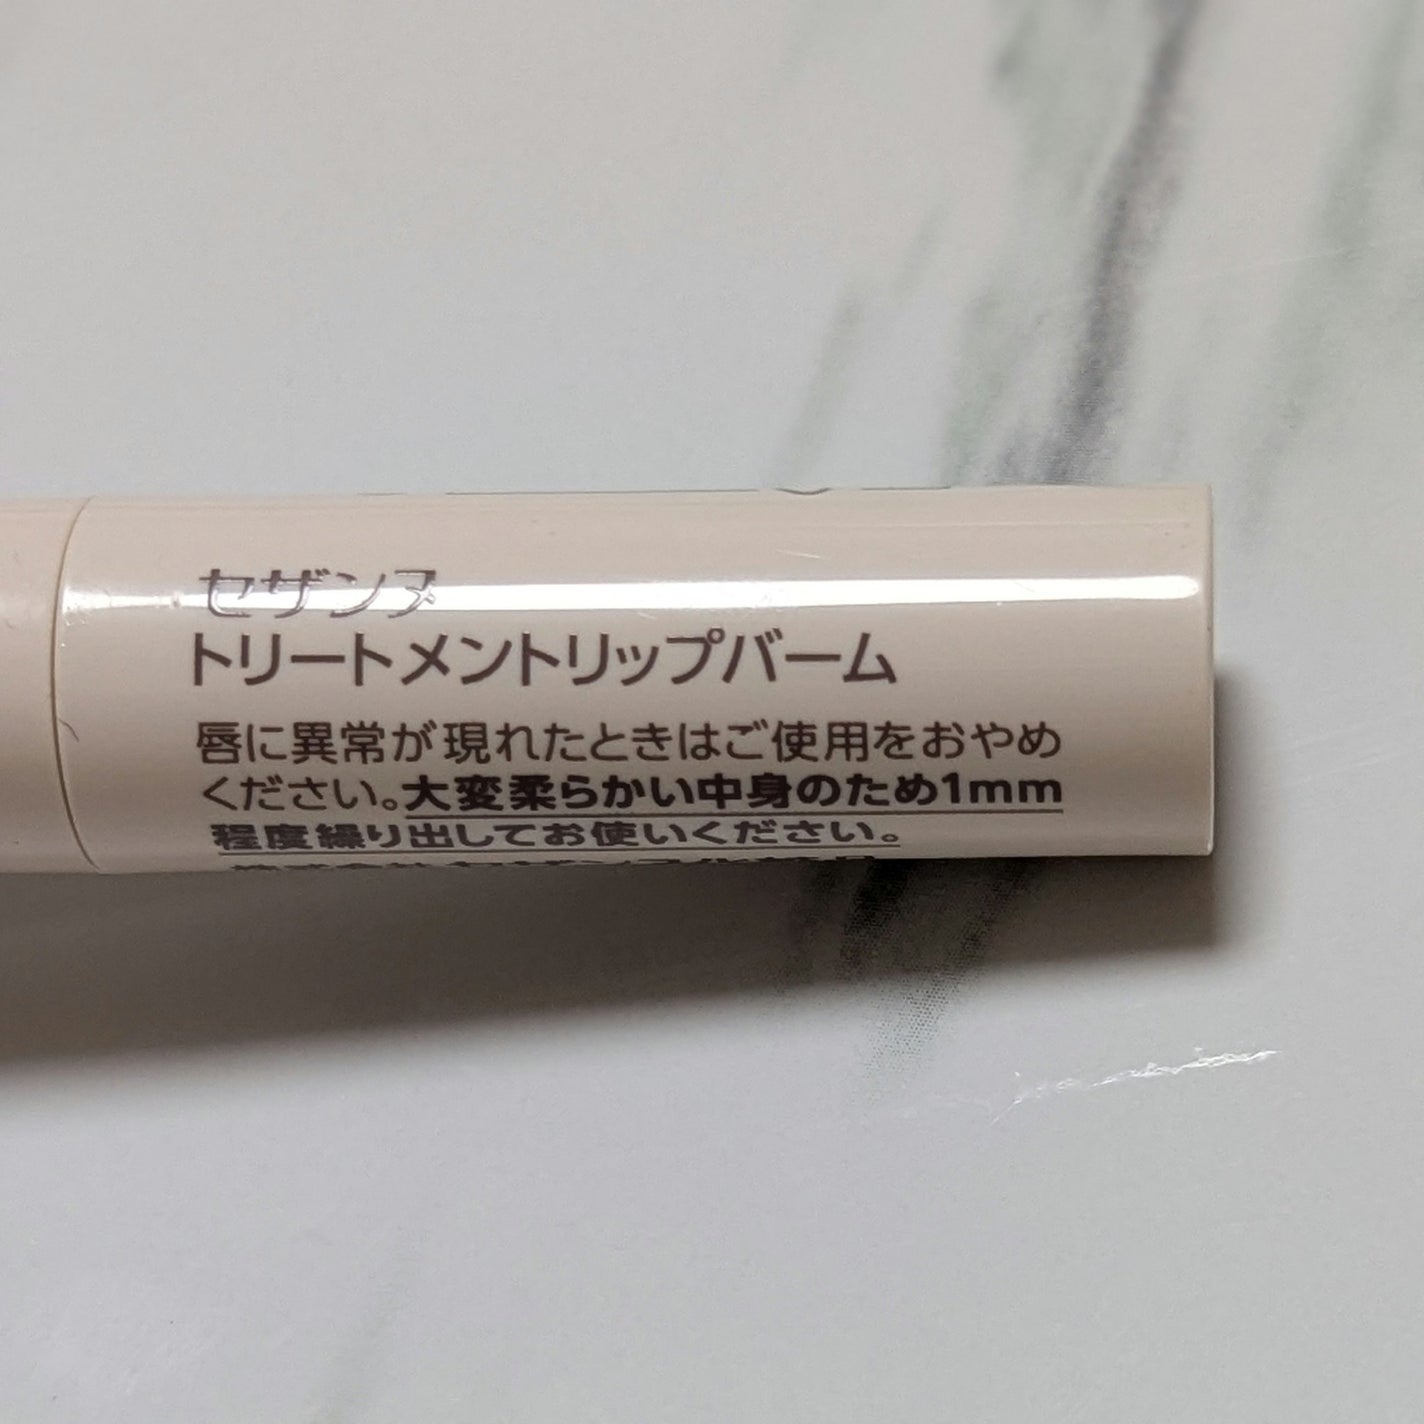 セザンヌ
トリートメントリップバーム
唇に異常が現れたときはご使用をおやめ
ください。大変柔らかい中身のため1mm
程度繰り出してお使いください。